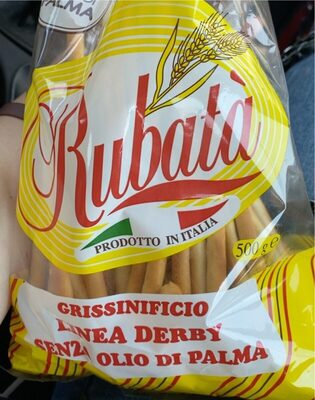 PALMA
Rubatà
PRODOTTO IN ITALIA
500 g e
GRISSINIFICIO
LINEA DERBY
SENZA OLIO DI PALMA